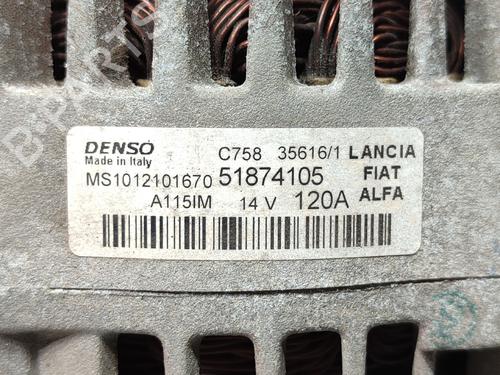 DENSO C758 35616/1 LANCIA
Made in Italy
MS1012101670 51874105 FIAT
A115IM 14 V 120A ALFA
B-PARTS